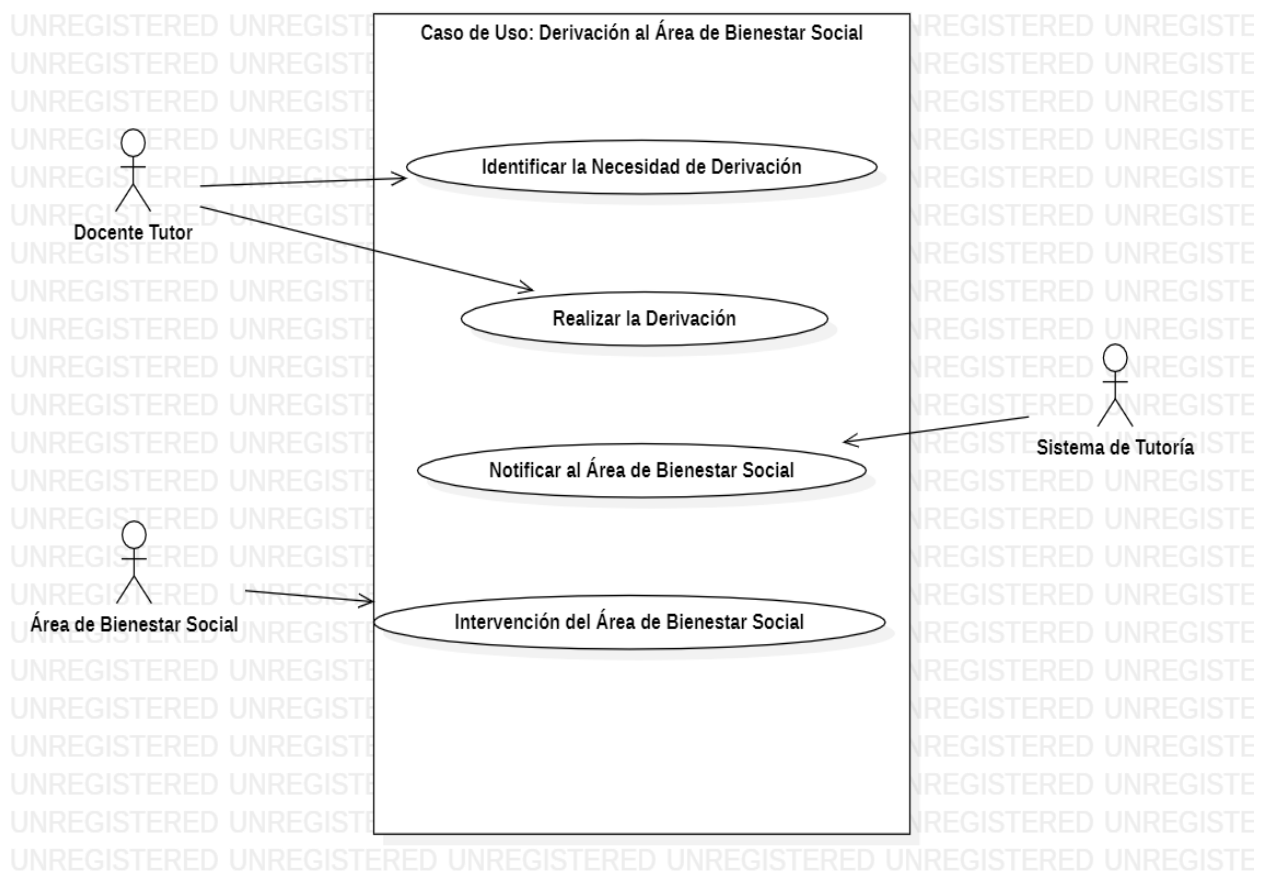 Caso de Uso: Derivación al Área de Bienestar Social
Identificar la Necesidad de Derivación
Docente Tutor
Realizar la Derivación
Sistema de Tutoría
Notificar al Área de Bienestar Social
Área de Bienestar Social
Intervención del Área de Bienestar Social
UNREGISTERED UNREGISTERED UNREGISTERED UNREGISTERED UNREGISTERED UNREGISTE